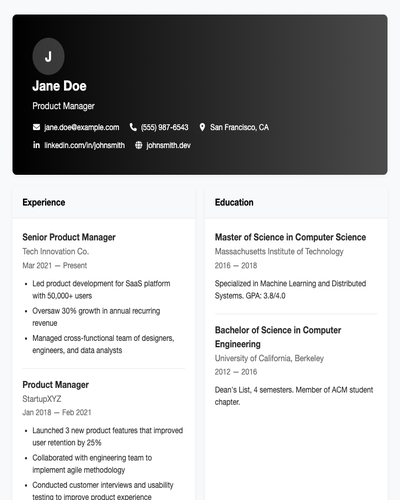 J
Jane Doe
Product Manager
jane.doe@example.com (555) 987-6543 San Francisco, CA
linkedin.com/in/johnsmith johnsmith.dev
Experience
Senior Product Manager
Tech Innovation Co.
Mar 2021 — Present
• Led product development for SaaS platform
with 50,000+ users
• Oversaw 30% growth in annual recurring
revenue
• Managed cross-functional team of designers,
engineers, and data analysts
Product Manager
StartupXYZ
Jan 2018 — Feb 2021
• Launched 3 new product features that improved
user retention by 25%
• Collaborated with engineering team to
implement agile methodology
• Conducted customer interviews and usability
testing to improve product experience
Education
Master of Science in Computer Science
Massachusetts Institute of Technology
2016 — 2018
Specialized in Machine Learning and Distributed
Systems. GPA: 3.8/4.0
Bachelor of Science in Computer
Engineering
University of California, Berkeley
2012 — 2016
Dean's List, 4 semesters. Member of ACM student
chapter.